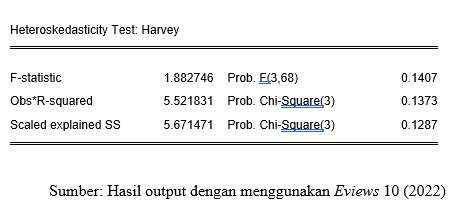 Heteroskedasticity Test: Harvey
F-statistic 1.882746 Prob. F(3,68) 0.1407
Obs*R-squared 5.521831 Prob. Chi-Square(3) 0.1373
Scaled explained SS 5.671471 Prob. Chi-Square(3) 0.1287
Sumber: Hasil output dengan menggunakan Eviews 10 (2022)